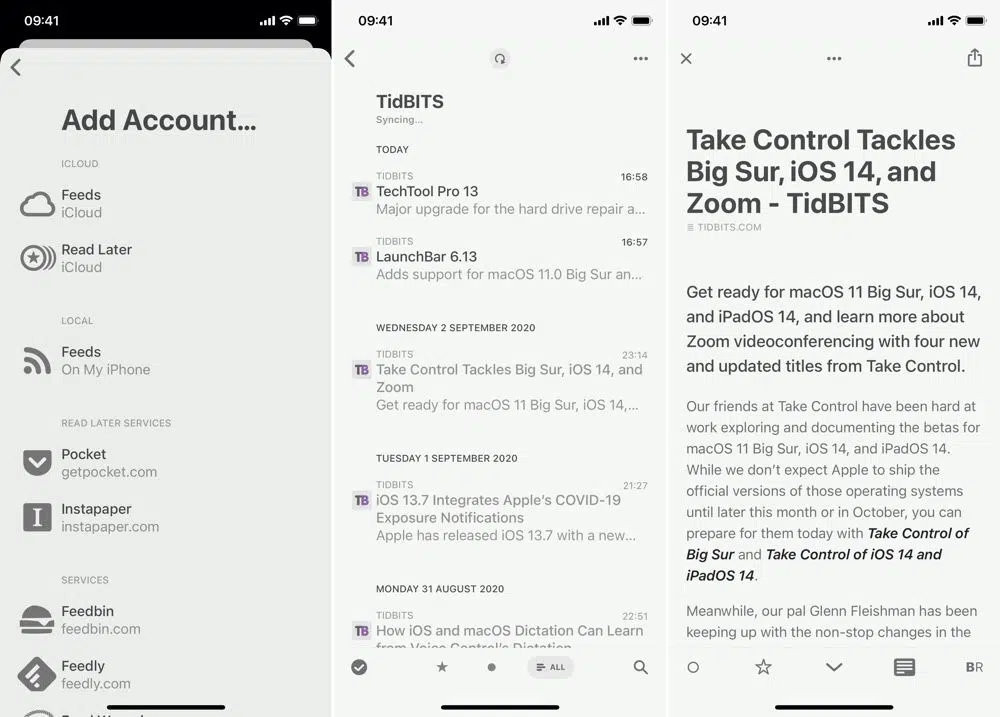 09:41
Add Account...
ICLOUD
Feeds
iCloud
Read Later
iCloud
LOCAL
Feeds
On My iPhone
READ LATER SERVICES
Pocket
getpocket.com
Instapaper
instapaper.com
SERVICES
Feedbin
feedbin.com
Feedly
feedly.com
09:41
TidBITS
Syncing...
TODAY
TIDBITS 16:58
TB TechTool Pro 13
Major upgrade for the hard drive repair a...
TIDBITS 16:57
TB LaunchBar 6.13
Adds support for macOS 11.0 Big Sur an...
WEDNESDAY 2 SEPTEMBER 2020
TIDBITS 23:14
TB Take Control Tackles Big Sur, iOS 14, and
Zoom
Get ready for macOS 11 Big Sur, iOS 14,...
TUESDAY 1 SEPTEMBER 2020
TIDBITS 21:27
TB iOS 13.7 Integrates Apple's COVID-19
Exposure Notifications
Apple has released iOS 13.7 with a new...
MONDAY 31 AUGUST 2020
TIDBITS 22:51
TB How iOS and macOS Dictation Can Learn
from Voice Control's Dictation
ALL
09:41
Take Control Tackles
Big Sur, iOS 14, and
Zoom - TidBITS
TIDBITS.COM
Get ready for macOS 11 Big Sur, iOS 14,
and iPadOS 14, and learn more about
Zoom videoconferencing with four new
and updated titles from Take Control.
Our friends at Take Control have been hard at
work exploring and documenting the betas for
macOS 11 Big Sur, iOS 14, and iPadOS 14.
While we don't expect Apple to ship the
official versions of those operating systems
until later this month or in October, you can
prepare for them today with Take Control of
Big Sur and Take Control of iOS 14 and
iPadOS 14.
Meanwhile, our pal Glenn Fleishman has been
keeping up with the non-stop changes in the
BR